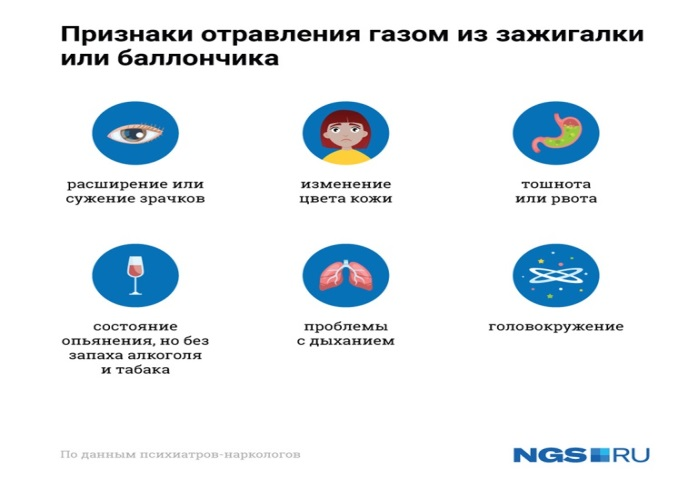 Признаки отравления газом из зажигалки
или баллончика
расширение или
сужение зрачков
изменение
цвета кожи
тошнота
или рвота
состояние
опьянения, но без
запаха алкоголя
и табака
проблемы
с дыханием
головокружение
По данным психиатров-наркологов
NGS RU